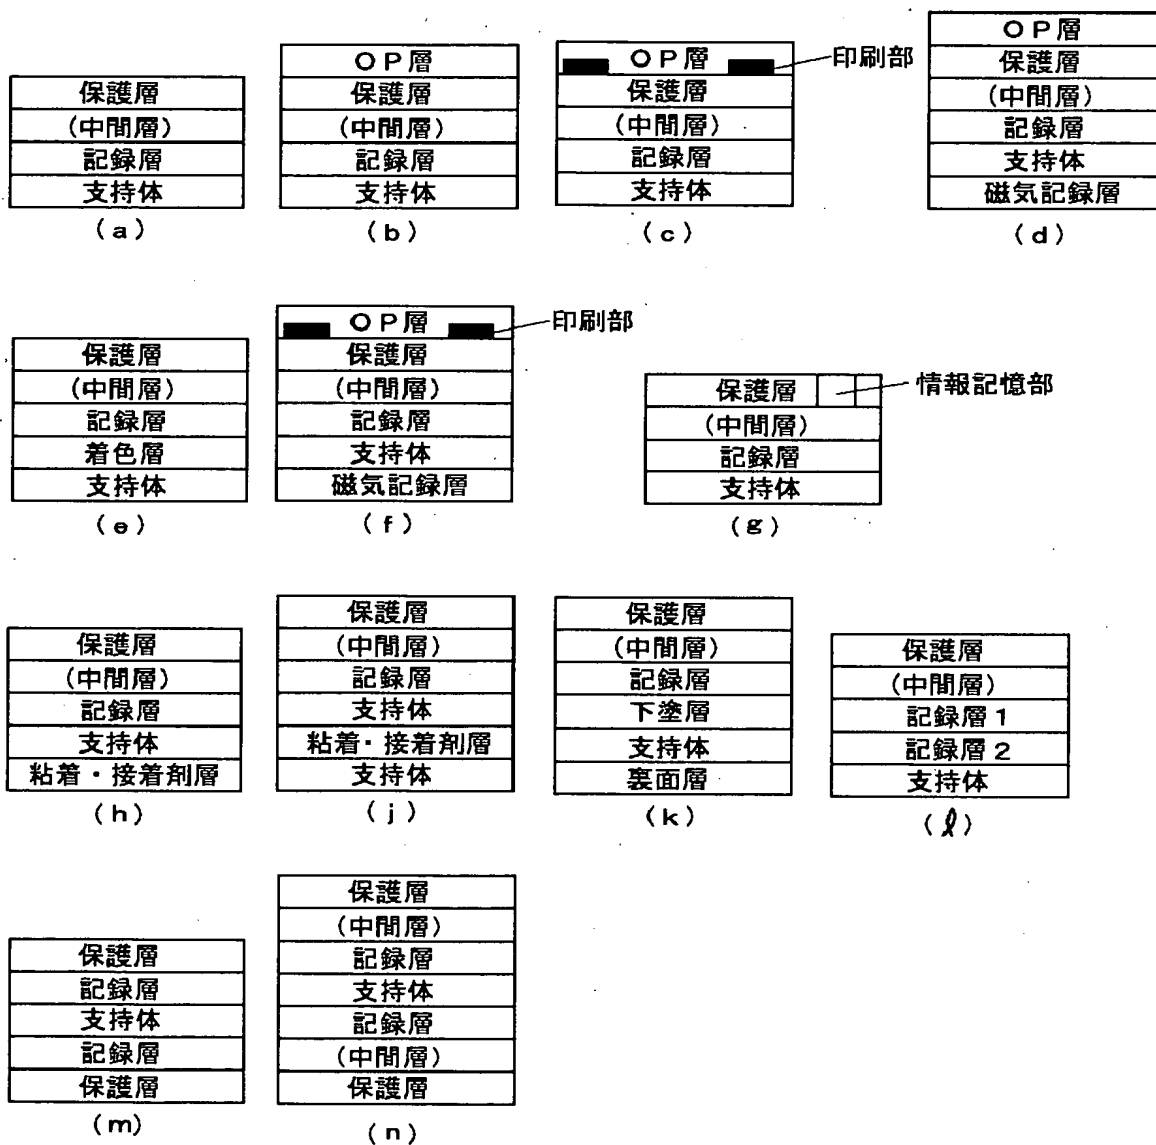 保護層
(中間層)
記録層
支持体
(a)
OP層
保護層
(中間層)
記録層
支持体
(b)
OP層
印刷部
保護層
(中間層)
記録層
支持体
(c)
OP層
保護層
(中間層)
記録層
支持体
磁気記録層
(d)
保護層
(中間層)
記録層
着色層
支持体
(e)
OP層
印刷部
保護層
(中間層)
記録層
支持体
磁気記録層
(f)
保護層
情報記憶部
(中間層)
記録層
支持体
(g)
保護層
(中間層)
記録層
支持体
粘着・接着剤層
(h)
保護層
(中間層)
記録層
支持体
粘着・接着剤層
支持体
(j)
保護層
(中間層)
記録層
下塗層
支持体
裏面層
(k)
保護層
(中間層)
記録層1
記録層2
支持体
(ℓ)
保護層
記録層
支持体
記録層
保護層
(m)
保護層
(中間層)
記録層
支持体
記録層
(中間層)
保護層
(n)